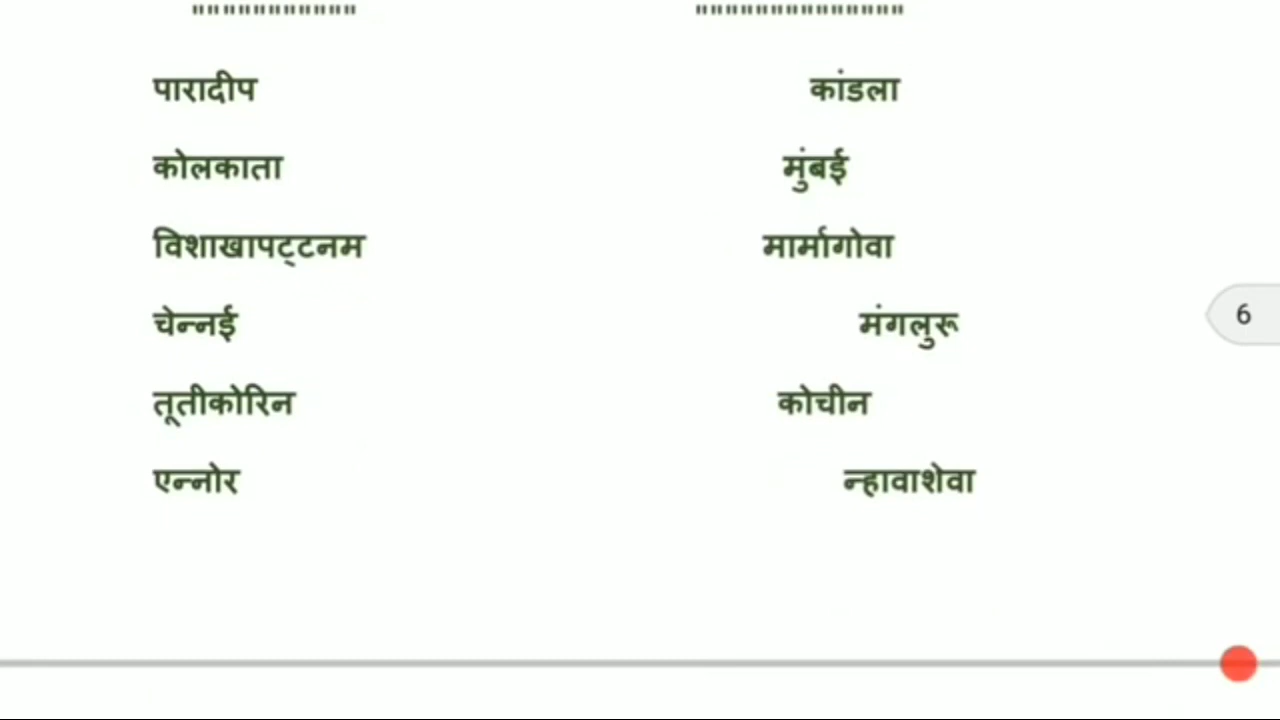 """""""""""    """"""""""""""
पारादीप    कांडला
कोलकाता    मुंबई
विशाखापट्टनम    मार्मागोवा
चेन्नई    मंगलुरू
6
तूतीकोरिन    कोचीन
एन्नोर    न्हावाशेवा